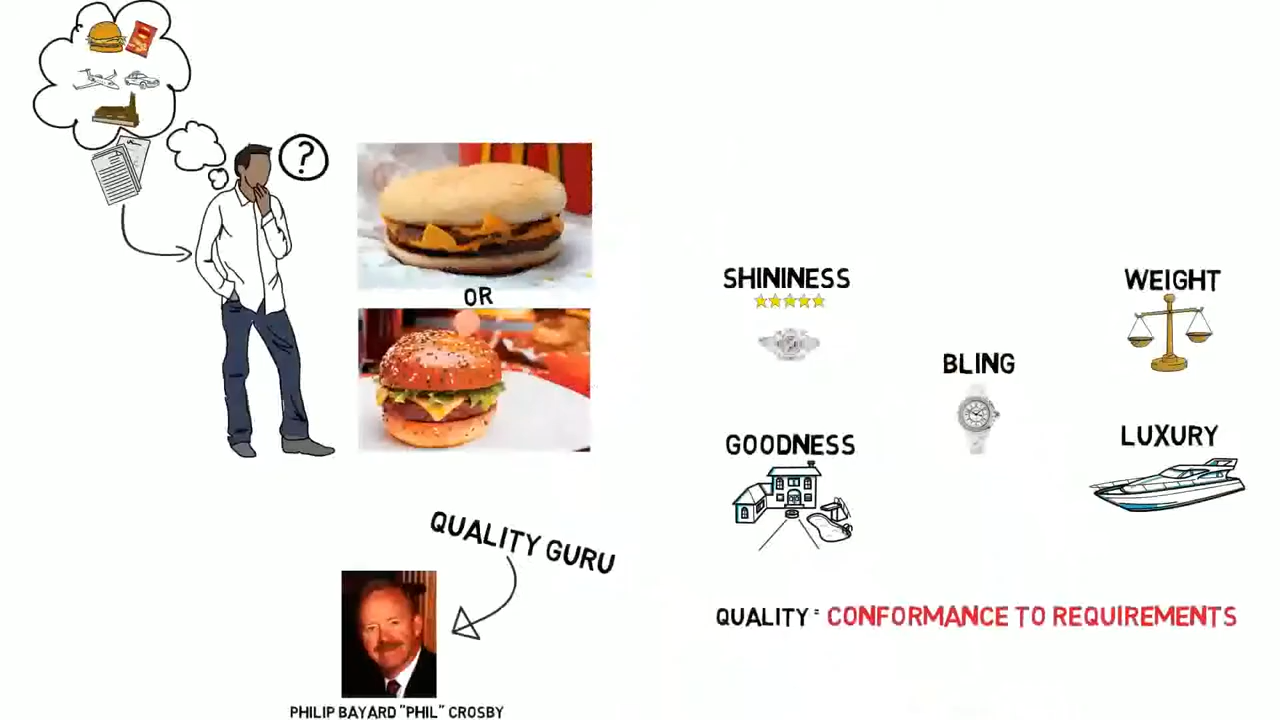 ?
OR
QUALITY GURU
PHILIP BAYARD "PHIL" CROSBY
SHININESS
WEIGHT
BLING
GOODNESS
LUXURY
QUALITY = CONFORMANCE TO REQUIREMENTS